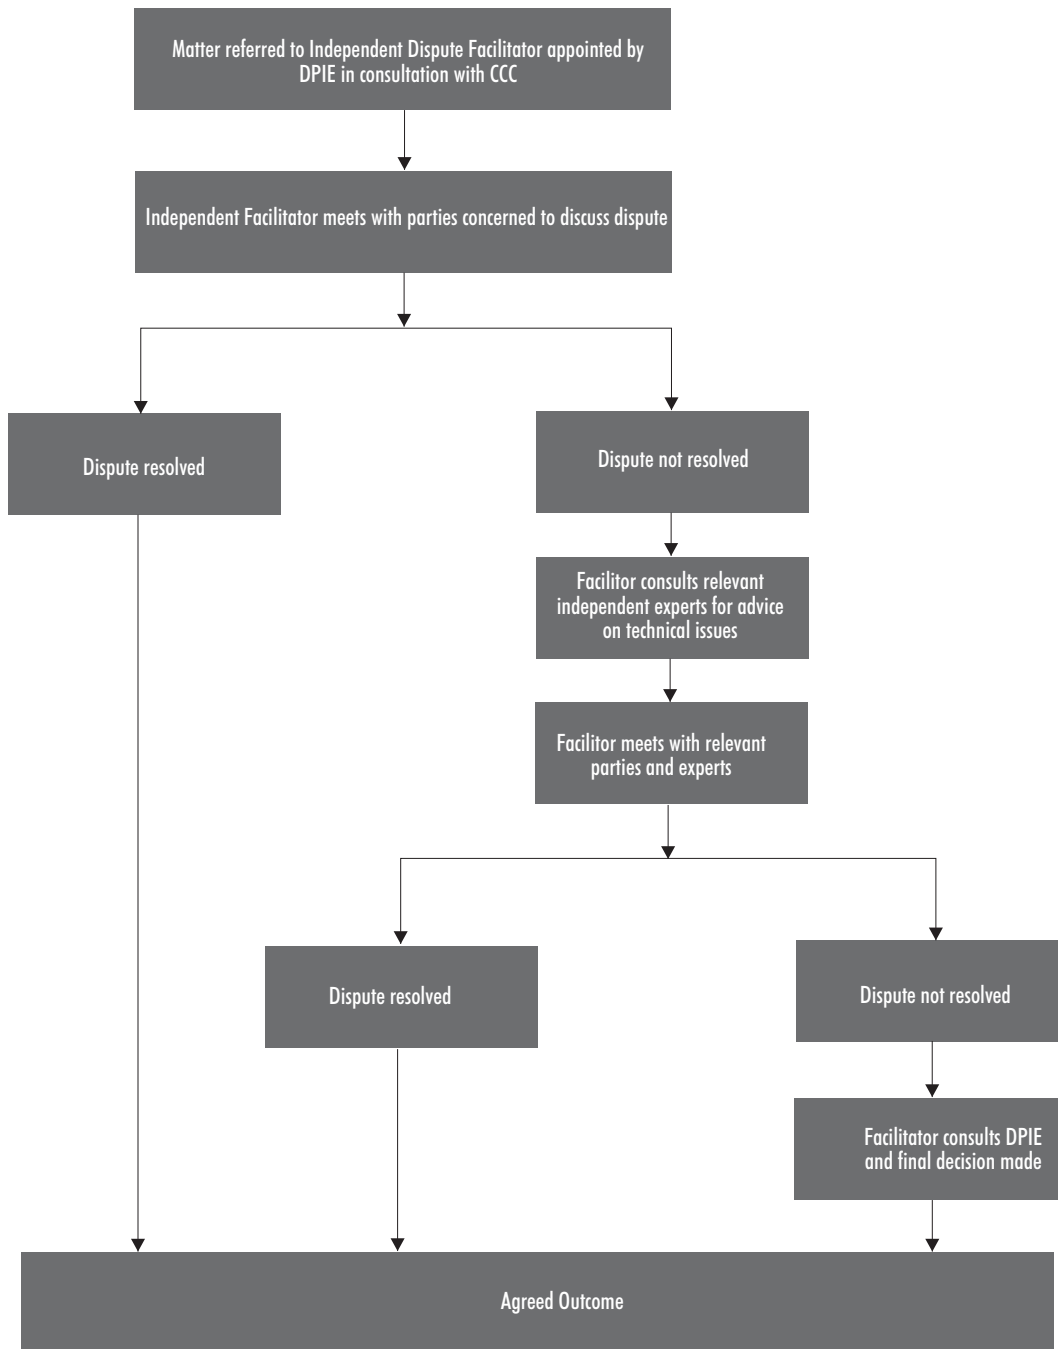 Matter referred to Independent Dispute Facilitator appointed by
DPIE in consultation with CCC
Independent Facilitator meets with parties concerned to discuss dispute
Dispute resolved
Dispute not resolved
Facilitor consults relevant
independent experts for advice
on technical issues
Facilitor meets with relevant
parties and experts
Dispute resolved
Dispute not resolved
Facilitator consults DPIE
and final decision made
Agreed Outcome